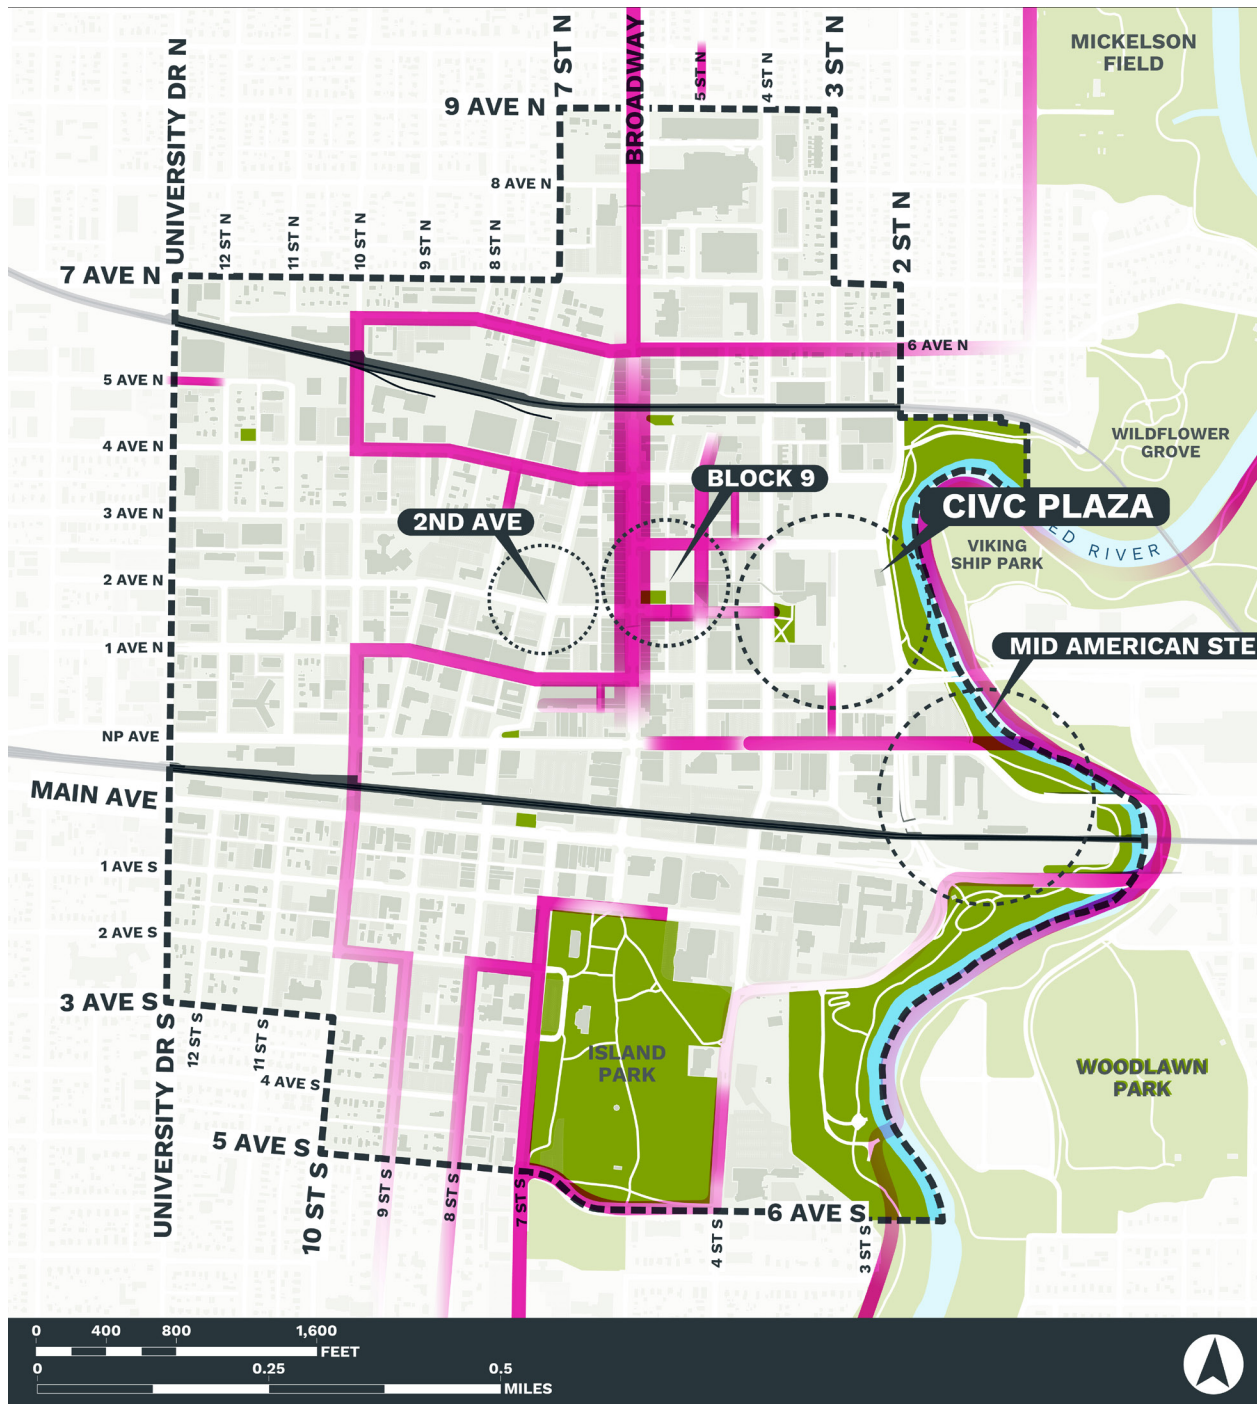 MICKELSON
FIELD
UNIVERSITY DR N
7 ST N
BROADWAY
5 ST N
4 ST N
3 ST N
9 AVE N
8 AVE N
2 ST N
12 ST N
11 ST N
10 ST N
9 ST N
8 ST N
7 AVE N
6 AVE N
5 AVE N
4 AVE N
WILDFLOWER
GROVE
BLOCK 9
CIVC PLAZA
3 AVE N
2ND AVE
ED RIVER
VIKING
SHIP PARK
2 AVE N
1 AVE N
MID AMERICAN STE
NP AVE
MAIN AVE
1 AVE S
2 AVE S
3 AVE S
UNIVERSITY DR S
12 ST S
11 ST S
4 AVE S
ISLAND
PARK
WOODLAWN
PARK
5 AVE S
10 ST S
9 ST S
8 ST S
7 ST S
4 ST S
6 AVE S
3 ST S
0 400 800 1,600
FEET
0 0.25 0.5
MILES